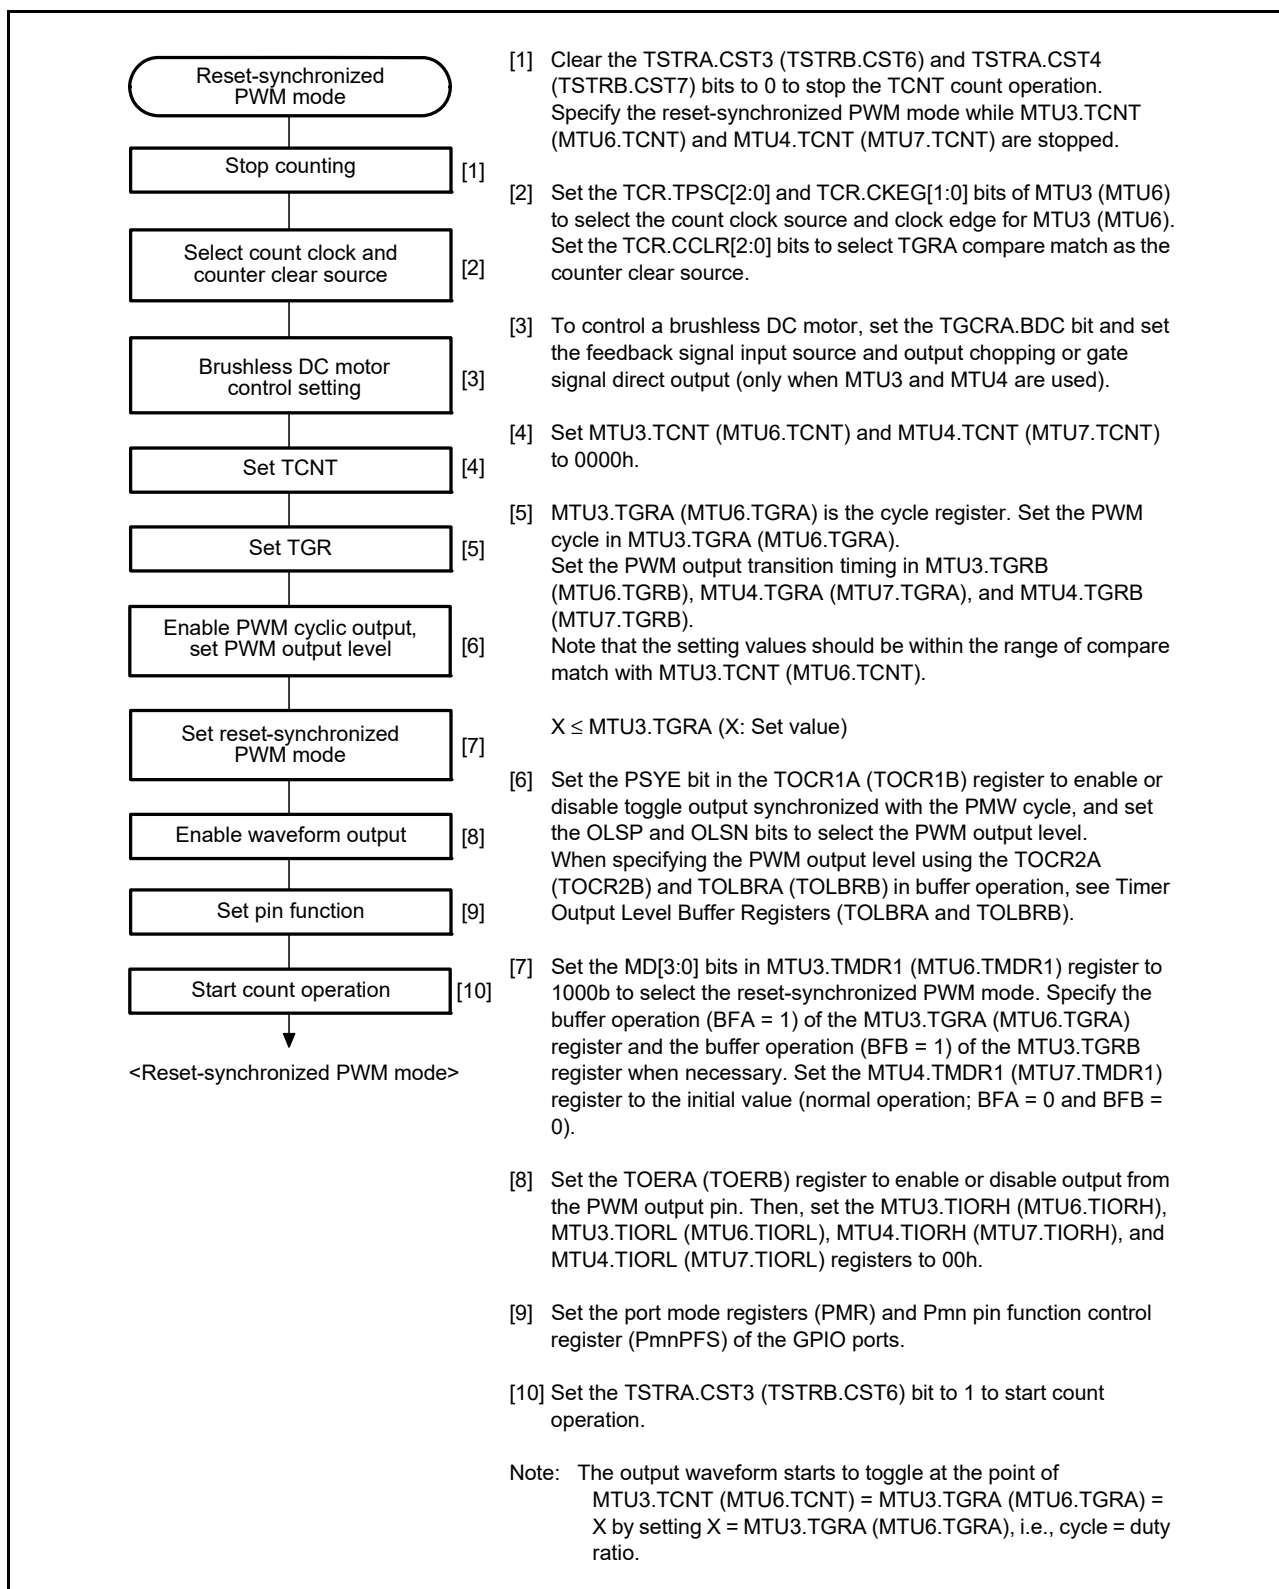 Reset-synchronized
PWM mode
Stop counting
[1]
Select count clock and
counter clear source
[2]
Brushless DC motor
control setting
[3]
Set TCNT
[4]
Set TGR
[5]
Enable PWM cyclic output,
set PWM output level
[6]
Set reset-synchronized
PWM mode
[7]
Enable waveform output
[8]
Set pin function
[9]
Start count operation
[10]
<Reset-synchronized PWM mode>
[1] Clear the TSTRA.CST3 (TSTRB.CST6) and TSTRA.CST4
(TSTRB.CST7) bits to 0 to stop the TCNT count operation.
Specify the reset-synchronized PWM mode while MTU3.TCNT
(MTU6.TCNT) and MTU4.TCNT (MTU7.TCNT) are stopped.
[2] Set the TCR.TPSC[2:0] and TCR.CKEG[1:0] bits of MTU3 (MTU6)
to select the count clock source and clock edge for MTU3 (MTU6).
Set the TCR.CCLR[2:0] bits to select TGRA compare match as the
counter clear source.
[3] To control a brushless DC motor, set the TGCRA.BDC bit and set
the feedback signal input source and output chopping or gate
signal direct output (only when MTU3 and MTU4 are used).
[4] Set MTU3.TCNT (MTU6.TCNT) and MTU4.TCNT (MTU7.TCNT)
to 0000h.
[5] MTU3.TGRA (MTU6.TGRA) is the cycle register. Set the PWM
cycle in MTU3.TGRA (MTU6.TGRA).
Set the PWM output transition timing in MTU3.TGRB
(MTU6.TGRB), MTU4.TGRA (MTU7.TGRA), and MTU4.TGRB
(MTU7.TGRB).
Note that the setting values should be within the range of compare
match with MTU3.TCNT (MTU6.TCNT).
X ≤ MTU3.TGRA (X: Set value)
[6] Set the PSYE bit in the TOCR1A (TOCR1B) register to enable or
disable toggle output synchronized with the PMW cycle, and set
the OLSP and OLSN bits to select the PWM output level.
When specifying the PWM output level using the TOCR2A
(TOCR2B) and TOLBRA (TOLBRB) in buffer operation, see Timer
Output Level Buffer Registers (TOLBRA and TOLBRB).
[7] Set the MD[3:0] bits in MTU3.TMDR1 (MTU6.TMDR1) register to
1000b to select the reset-synchronized PWM mode. Specify the
buffer operation (BFA = 1) of the MTU3.TGRA (MTU6.TGRA)
register and the buffer operation (BFB = 1) of the MTU3.TGRB
register when necessary. Set the MTU4.TMDR1 (MTU7.TMDR1)
register to the initial value (normal operation; BFA = 0 and BFB =
0).
[8] Set the TOERA (TOERB) register to enable or disable output from
the PWM output pin. Then, set the MTU3.TIORH (MTU6.TIORH),
MTU3.TIORL (MTU6.TIORL), MTU4.TIORH (MTU7.TIORH), and
MTU4.TIORL (MTU7.TIORL) registers to 00h.
[9] Set the port mode registers (PMR) and Pmn pin function control
register (PmnPFS) of the GPIO ports.
[10] Set the TSTRA.CST3 (TSTRB.CST6) bit to 1 to start count
operation.
Note: The output waveform starts to toggle at the point of
MTU3.TCNT (MTU6.TCNT) = MTU3.TGRA (MTU6.TGRA) =
X by setting X = MTU3.TGRA (MTU6.TGRA), i.e., cycle = duty
ratio.